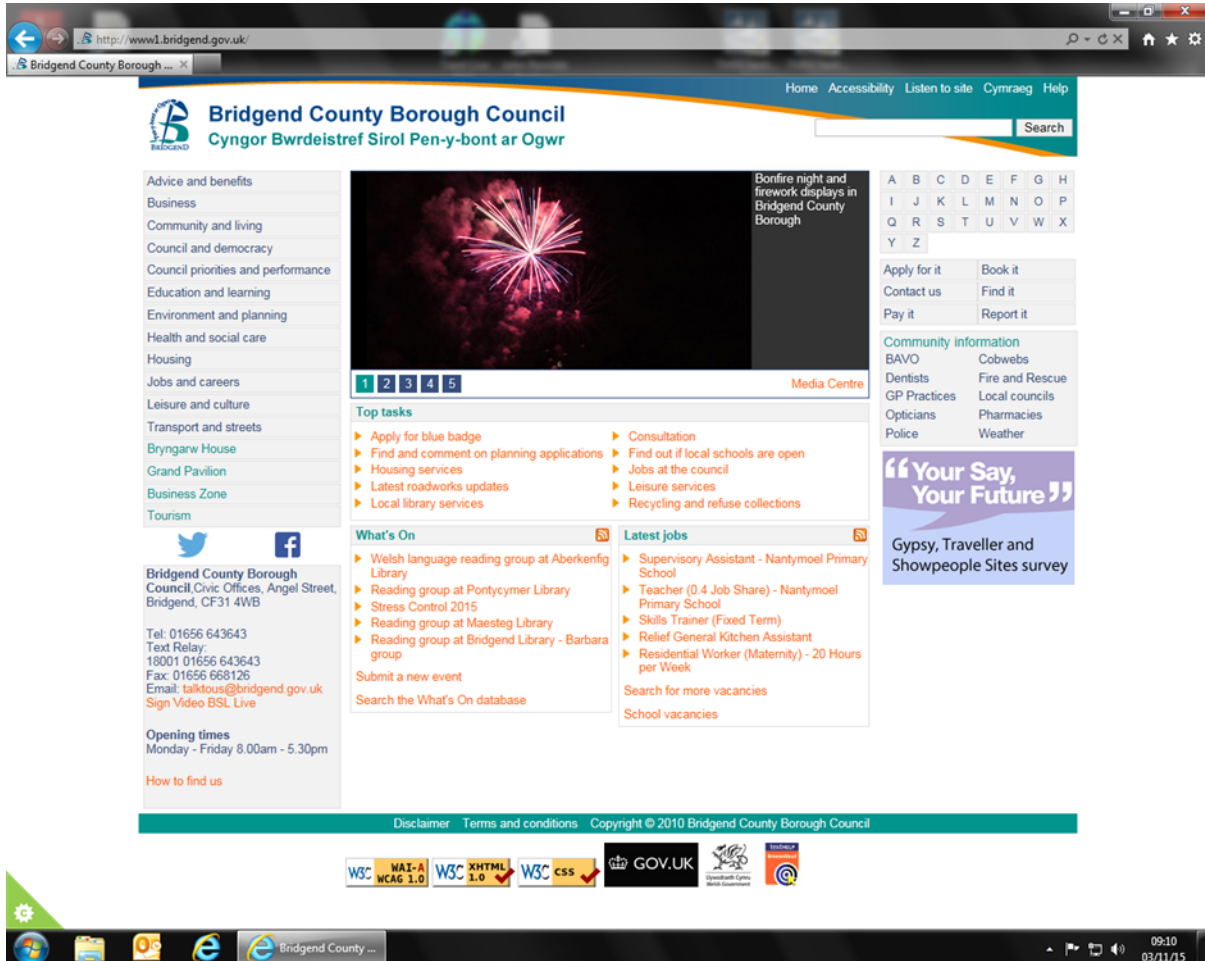 http://www1.bridgend.gov.uk/
Bridgend County Borough ...
Home Accessibility Listen to site Cymraeg Help
Bridgend County Borough Council
Cyngor Bwrdeistref Sirol Pen-y-bont ar Ogwr
BRIDGEND
Search
Advice and benefits
Business
Community and living
Council and democracy
Council priorities and performance
Education and learning
Environment and planning
Health and social care
Housing
Jobs and careers
Leisure and culture
Transport and streets
Bryngarw House
Grand Pavilion
Business Zone
Tourism
Bridgend County Borough
Council,Civic Offices, Angel Street,
Bridgend, CF31 4WB
Tel: 01656 643643
Text Relay:
18001 01656 643643
Fax: 01656 668126
Email: talktous@bridgend.gov.uk
Sign Video BSL Live
Opening times
Monday - Friday 8.00am - 5.30pm
How to find us
Bonfire night and
firework displays in
Bridgend County
Borough
1 2 3 4 5
Media Centre
Top tasks
Apply for blue badge
Find and comment on planning applications
Housing services
Latest roadworks updates
Local library services
Consultation
Find out if local schools are open
Jobs at the council
Leisure services
Recycling and refuse collections
What's On
Welsh language reading group at Aberkenfig
Library
Reading group at Pontycymer Library
Stress Control 2015
Reading group at Maesteg Library
Reading group at Bridgend Library - Barbara
group
Submit a new event
Search the What's On database
Latest jobs
Supervisory Assistant - Nantymoel Primary
School
Teacher (0.4 Job Share) - Nantymoel
Primary School
Skills Trainer (Fixed Term)
Relief General Kitchen Assistant
Residential Worker (Maternity) - 20 Hours
per Week
Search for more vacancies
School vacancies
A B C D E F G H
I J K L M N O P
Q R S T U V W X
Y Z
Apply for it Book it
Contact us Find it
Pay it Report it
Community information
BAVO Cobwebs
Dentists Fire and Rescue
GP Practices Local councils
Opticians Pharmacies
Police Weather
“Your Say,
Your Future”
Gypsy, Traveller and
Showpeople Sites survey
Disclaimer Terms and conditions Copyright © 2010 Bridgend County Borough Council
W3C WAI-A WCAG 1.0
W3C XHTML 1.0
W3C css
GOV.UK
Llywodraeth Cymru
Welsh Government
Bridgend County ...
09:10
03/11/15